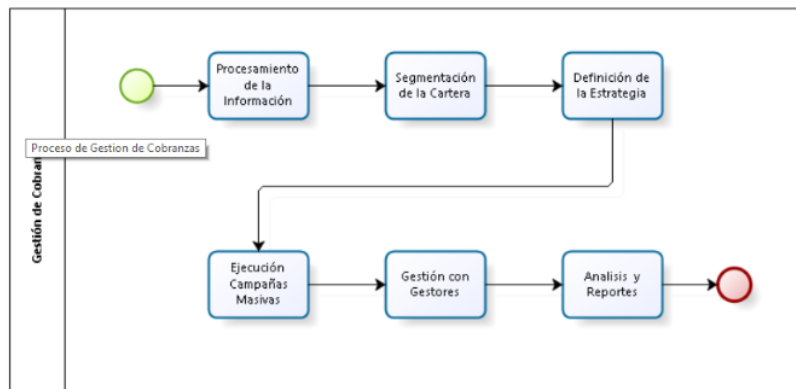 Procesamiento
de la
Información
Segmentación
de la Cartera
Definición de
la Estrategia
Proceso de Gestion de Cobranzas
Gestión de Cobran
Ejecución
Campañas
Masivas
Gestión con
Gestores
Analisis y
Reportes